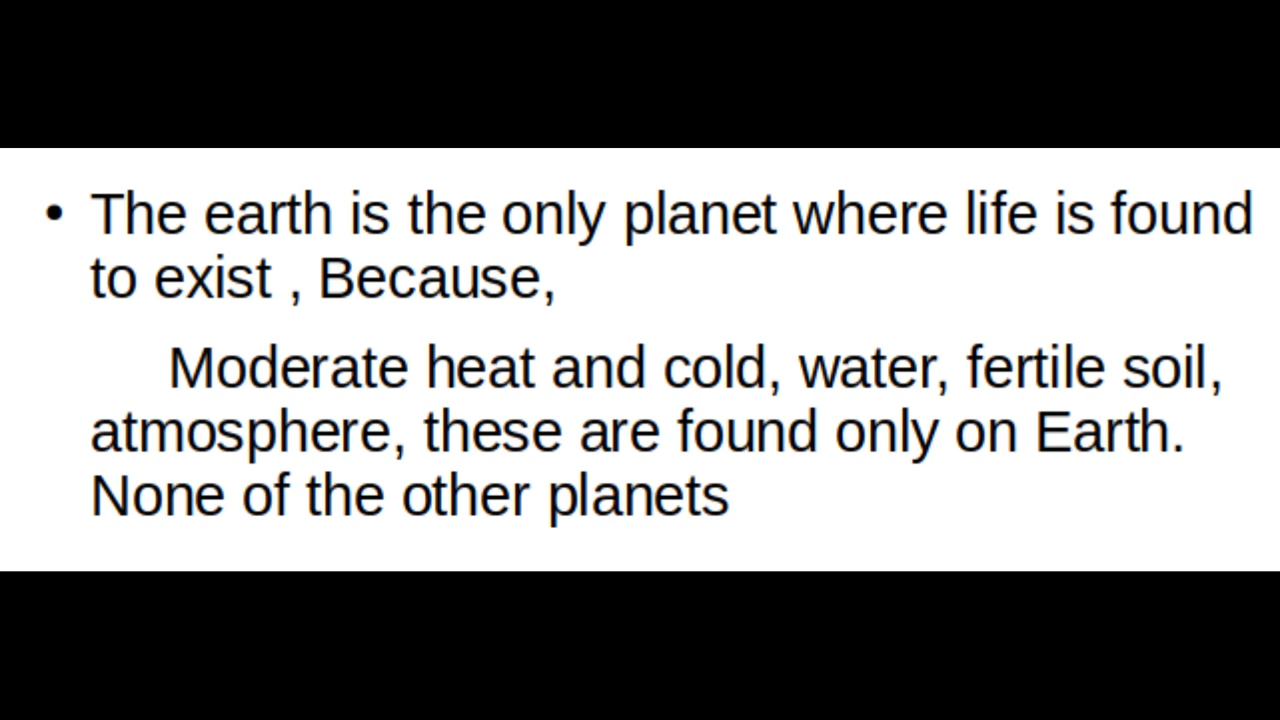 • The earth is the only planet where life is found
to exist , Because,
Moderate heat and cold, water, fertile soil,
atmosphere, these are found only on Earth.
None of the other planets